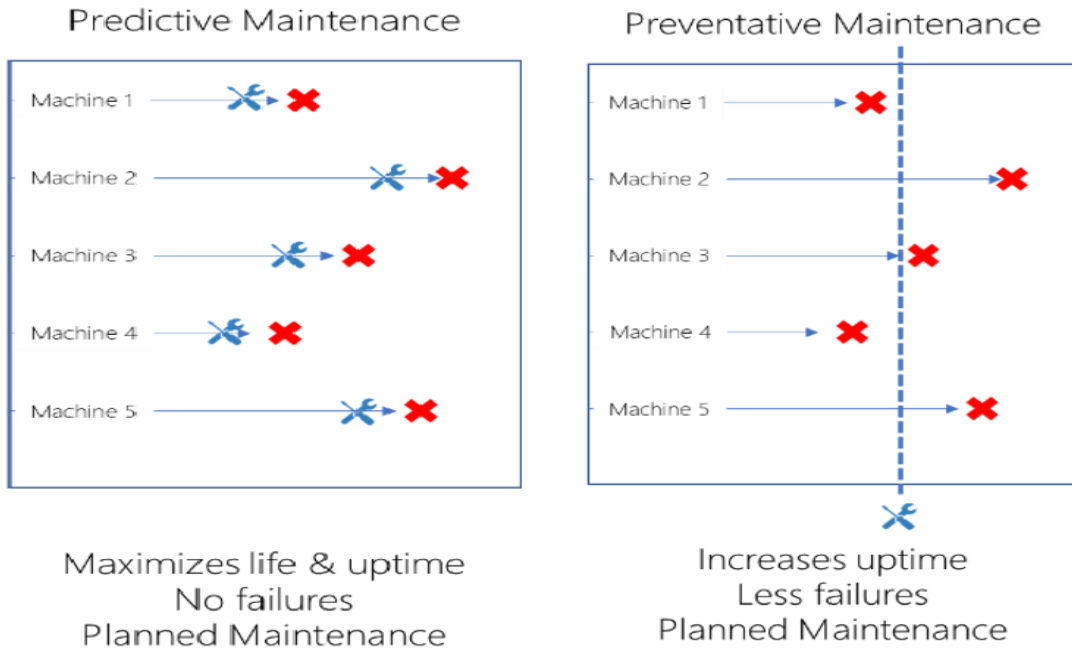 Predictive Maintenance
Machine 1
Machine 2
Machine 3
Machine 4
Machine 5
Maximizes life & uptime
No failures
Planned Maintenance
Preventative Maintenance
Machine 1
Machine 2
Machine 3
Machine 4
Machine 5
Increases uptime
Less failures
Planned Maintenance